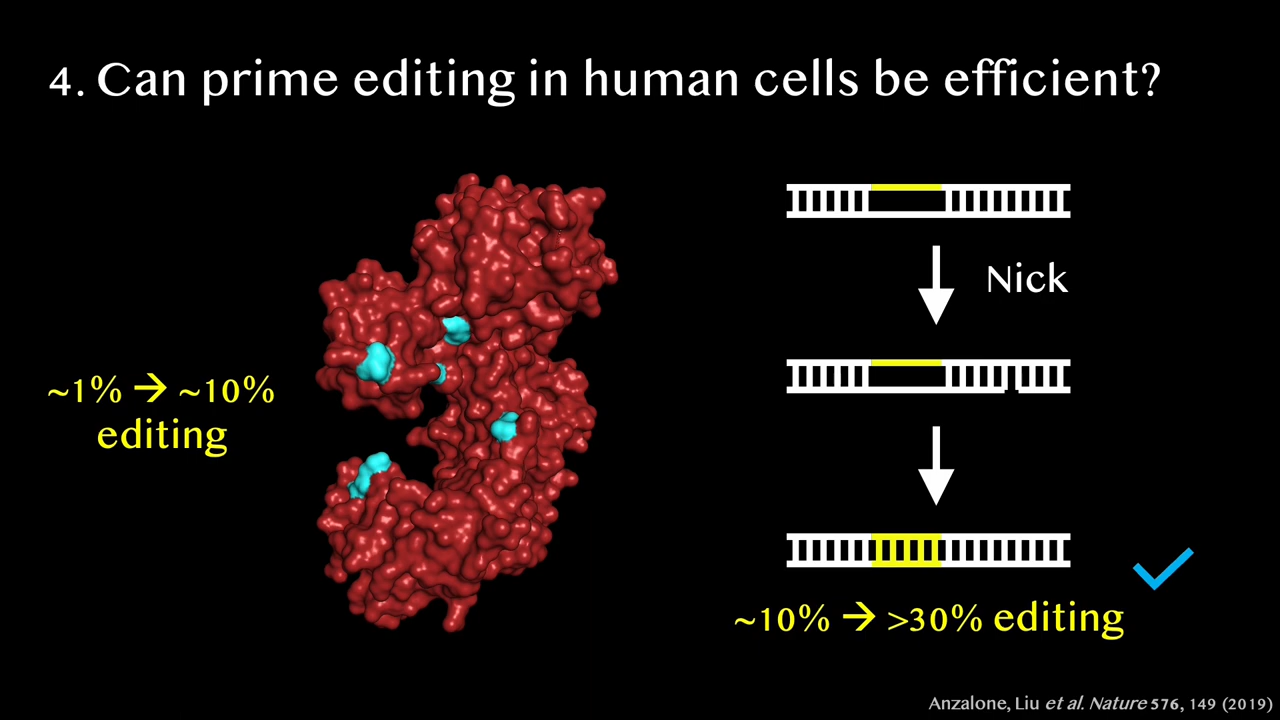 4. Can prime editing in human cells be efficient?
~1% → ~10%
editing
Nick
~10% → >30% editing
Anzalone, Liu et al. Nature 576, 149 (2019)